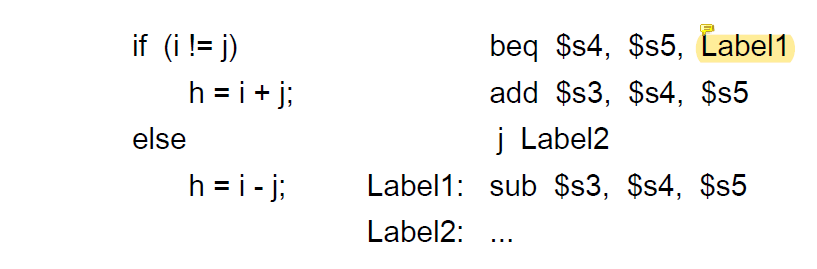 if (i != j) beq $s4, $s5, Label1
h = i + j; add $s3, $s4, $s5
else j Label2
h = i - j; Label1: sub $s3, $s4, $s5
Label2: ...